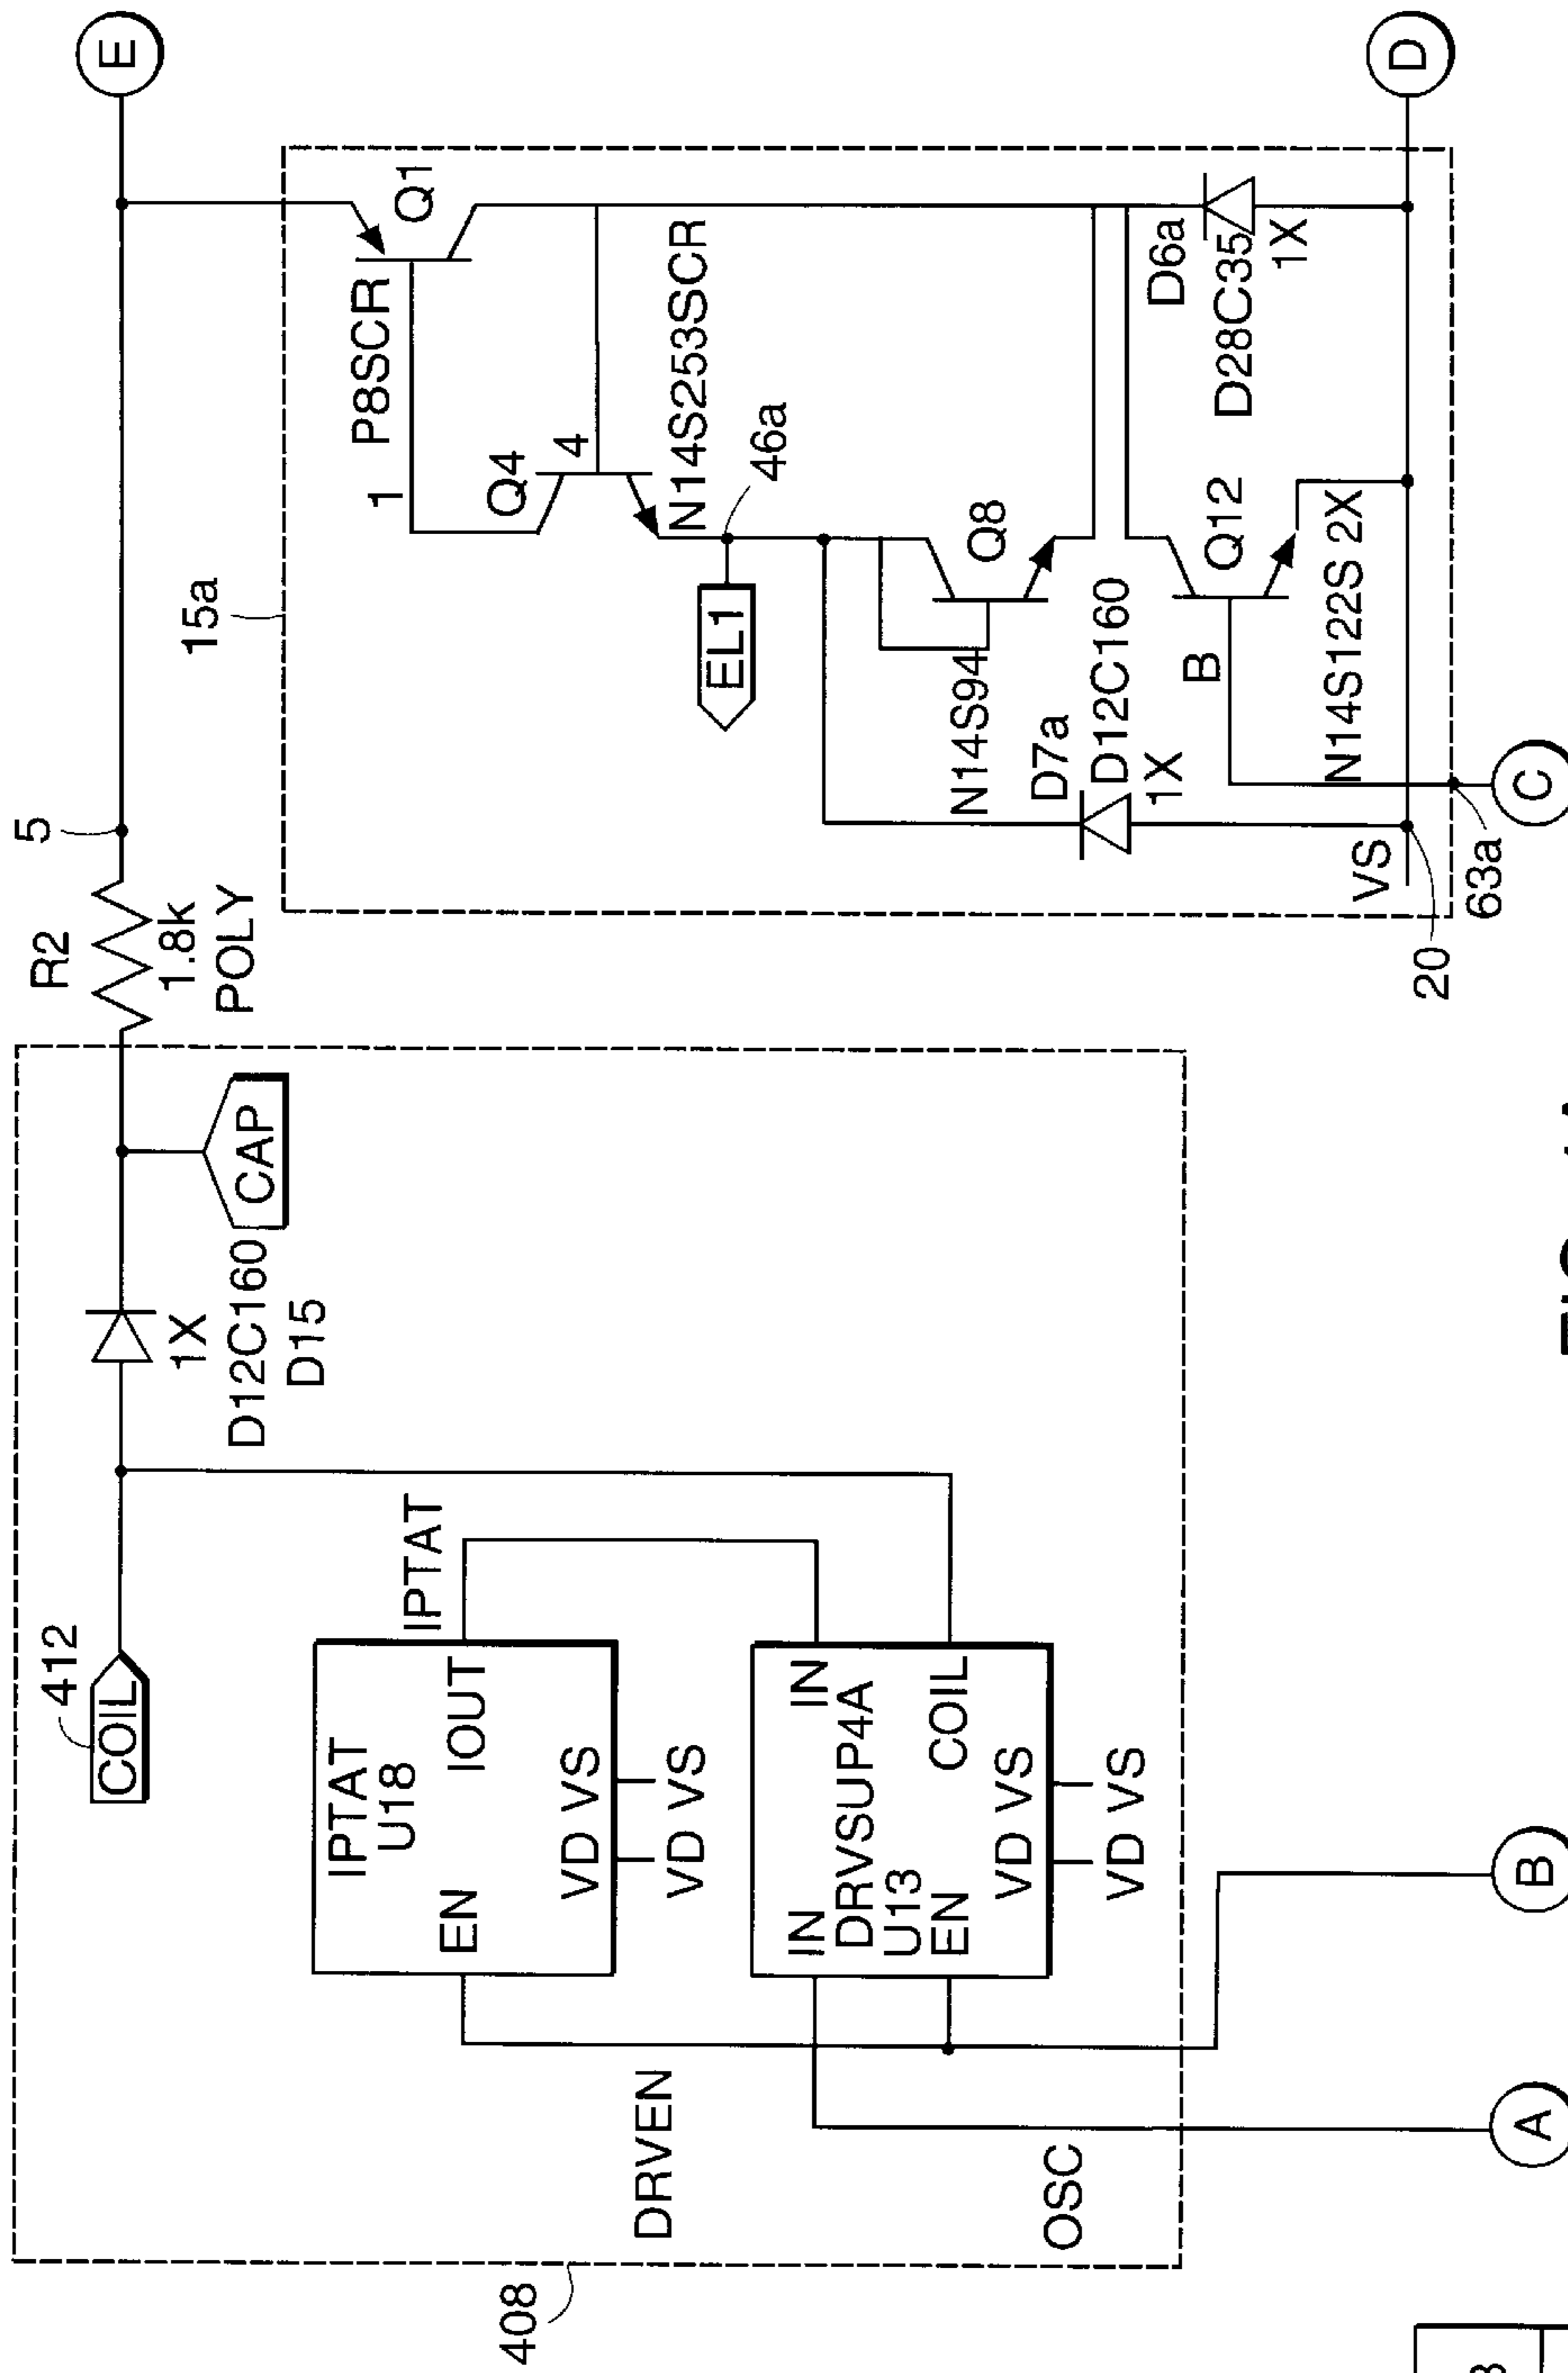 E
5
R2
1.8k
POLY
412
COIL
1X
D12C160
D15
CAP
15a
P8SCR
Q1
1
Q4
4
N14S253SCR
46a
EL1
Q8
N14S94
D7a
D12C160
1X
B
Q12
N14S122S 2X
D6a
D28C35
1X
VS
20
63a
D
C
IPTAT
U18
IOUT
EN
VD VS
VD VS
IPTAT
IN
IN
DRVSUP4A
U13
EN
COIL
VD VS
VD VS
DRVEN
OSC
408
A
B